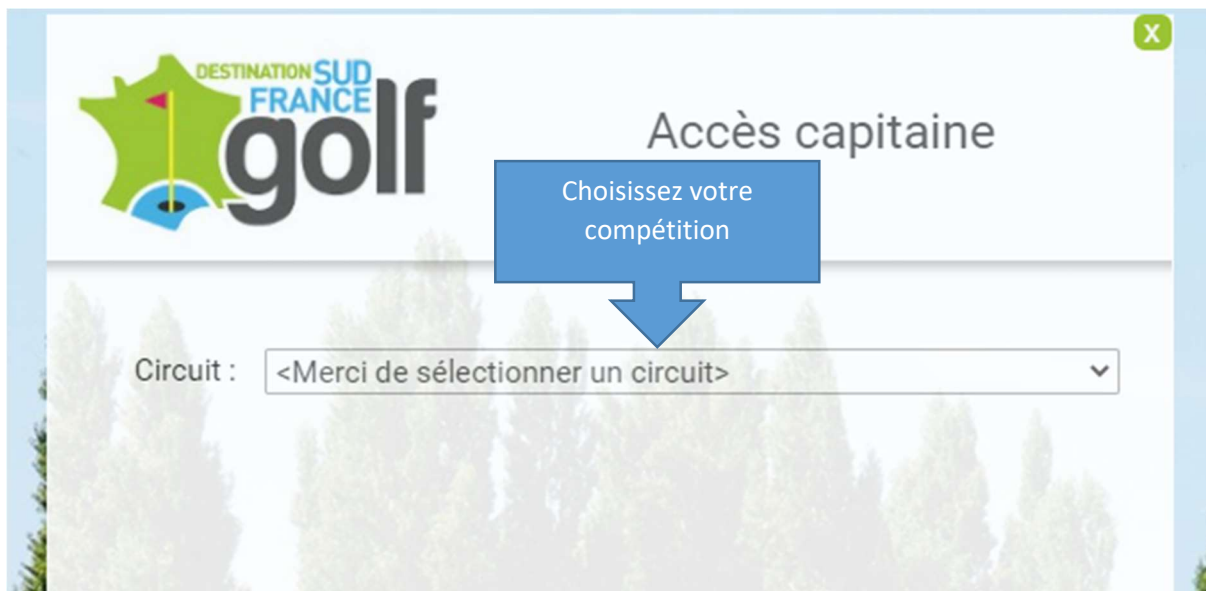 X
DESTINATION SUD
FRANCE
golf
Accès capitaine
Choisissez votre
compétition
Circuit : <Merci de sélectionner un circuit>